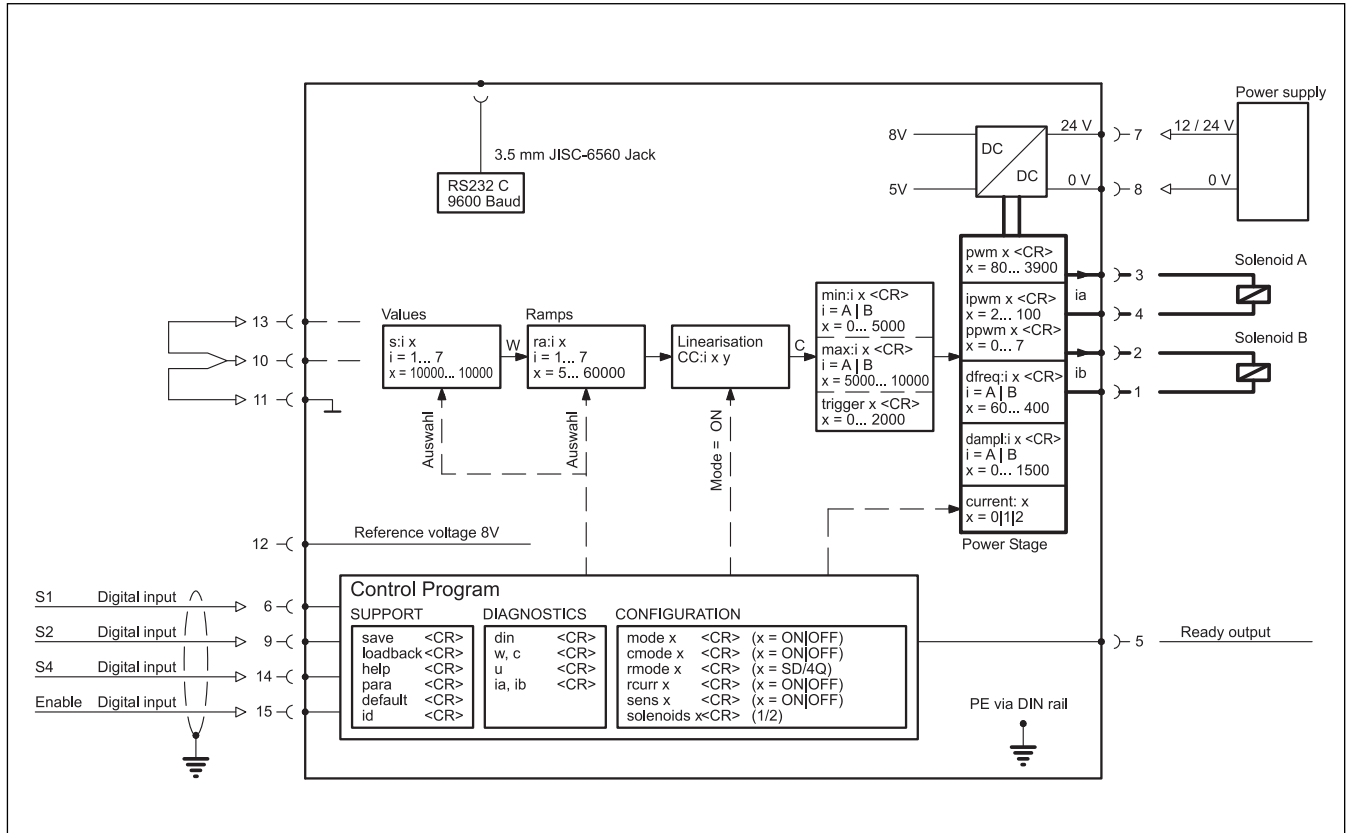 Power supply
8V
24 V
7
12 / 24 V
DC
DC
5V
0 V
8
0 V
3.5 mm JISC-6560 Jack
RS232 C
9600 Baud
pwm x <CR>
x = 80... 3900
ipwm x <CR>
x = 2... 100
ppwm x <CR>
x = 0... 7
dfreq:i x <CR>
i = A | B
x = 60... 400
dampl:i x <CR>
i = A | B
x = 0... 1500
current: x
x = 0|1|2
Power Stage
Solenoid A
3
ia
4
Solenoid B
2
ib
1
13
10
11
Values
s:i x
i = 1... 7
x = 10000... 10000
W
Ramps
ra:i x
i = 1... 7
x = 5... 60000
Linearisation
CC:i x y
C
min:i x <CR>
i = A | B
x = 0... 5000
max:i x <CR>
i = A | B
x = 5000... 10000
trigger x <CR>
x = 0... 2000
Auswahl
Auswahl
Mode = ON
12
Reference voltage 8V
S1 Digital input 6
S2 Digital input 9
S4 Digital input 14
Enable Digital input 15
Control Program
SUPPORT
save <CR>
loadback <CR>
help <CR>
para <CR>
default <CR>
id <CR>
DIAGNOSTICS
din <CR>
w, c <CR>
u <CR>
ia, ib <CR>
CONFIGURATION
mode x <CR> (x = ON|OFF)
cmode x <CR> (x = ON|OFF)
rmode x <CR> (x = SD/4Q)
rcurr x <CR> (x = ON|OFF)
sens x <CR> (x = ON|OFF)
solenoids x<CR> (1/2)
5 Ready output
PE via DIN rail